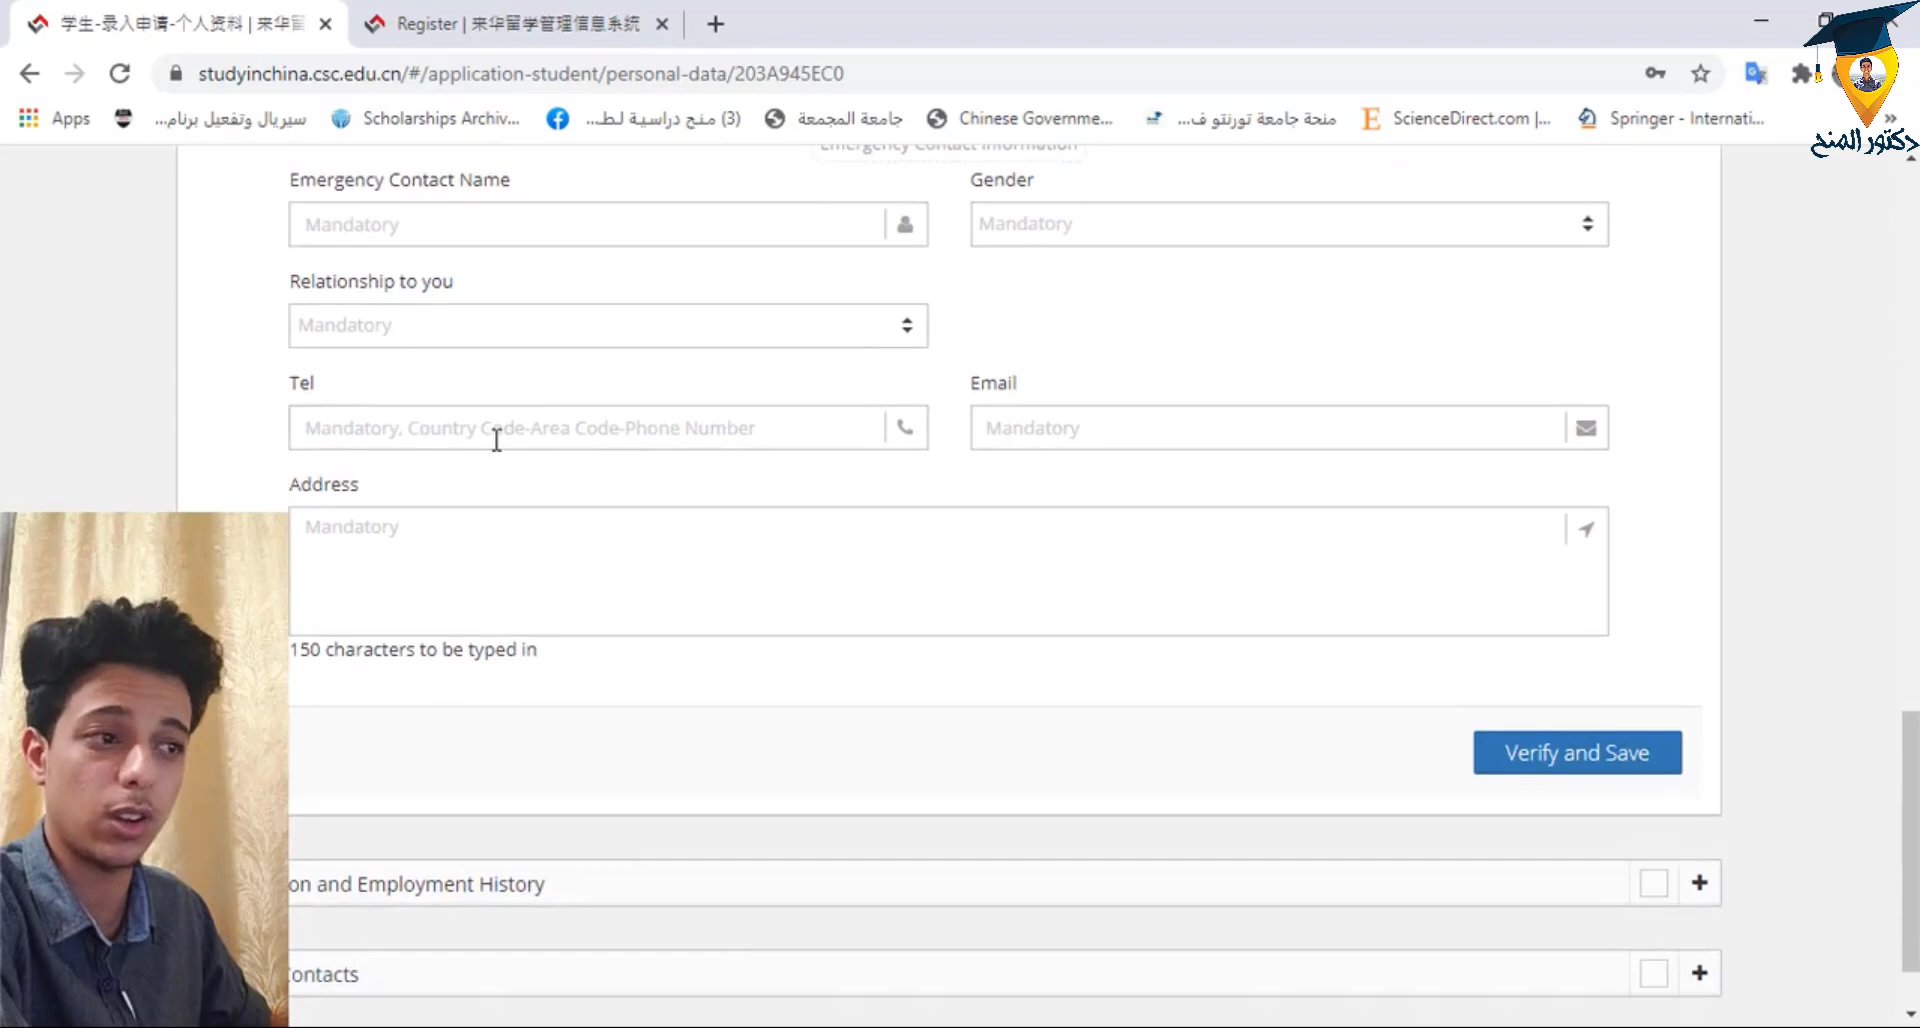 学生-录入申请-个人资料 | 来华留
Register | 来华留学管理信息系统
studyinchina.csc.edu.cn/#/application-student/personal-data/203A945EC0
Apps
سيريال وتفعيل برنام...
Scholarships Archiv...
(3) منح دراسية لط...
جامعة المجمعة
Chinese Governme...
منحة جامعة تورنتو ف...
ScienceDirect.com |...
Springer - Internati...
»
دكتور المنح
Emergency Contact Information
Emergency Contact Name
Gender
Mandatory
Mandatory
Relationship to you
Mandatory
Tel
Email
Mandatory, Country Code-Area Code-Phone Number
Mandatory
Address
Mandatory
150 characters to be typed in
Verify and Save
on and Employment History
ontacts